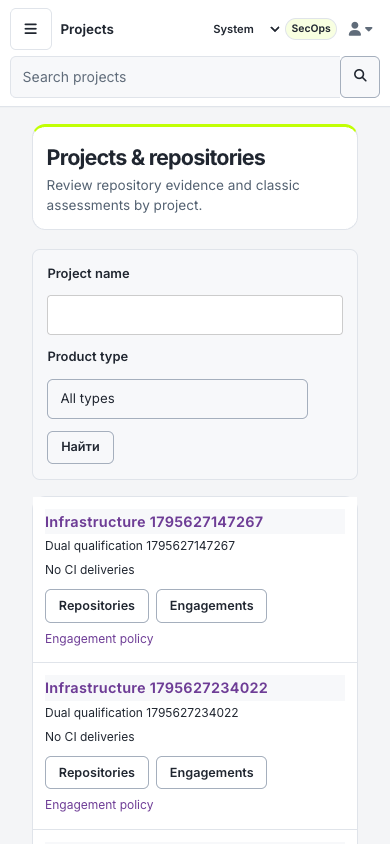 Projects
System
SecOps
Search projects
Projects & repositories
Review repository evidence and classic
assessments by project.
Project name
Product type
All types
Найти
Infrastructure 1795627147267
Dual qualification 1795627147267
No CI deliveries
Repositories
Engagements
Engagement policy
Infrastructure 1795627234022
Dual qualification 1795627234022
No CI deliveries
Repositories
Engagements
Engagement policy